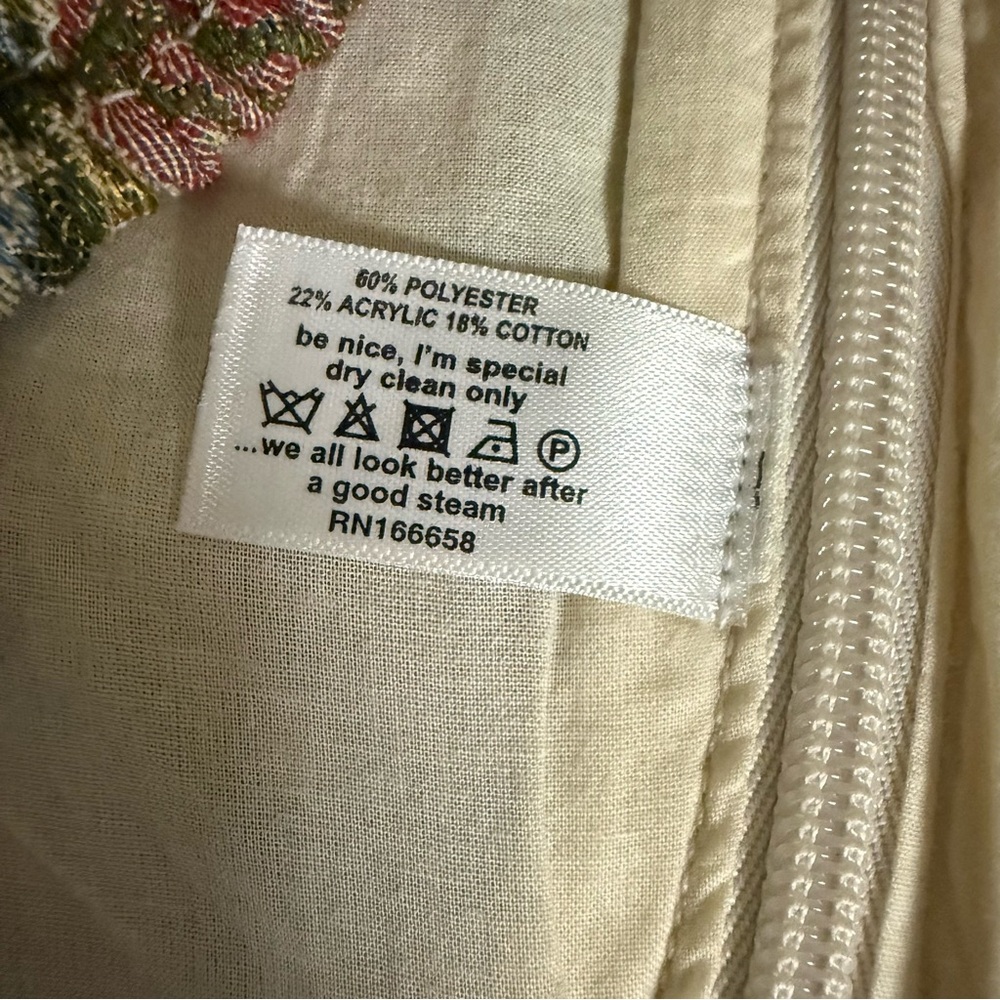 60% POLYESTER
22% ACRYLIC 18% COTTON
be nice, I'm special
dry clean only
P
...we all look better after
a good steam
RN166658